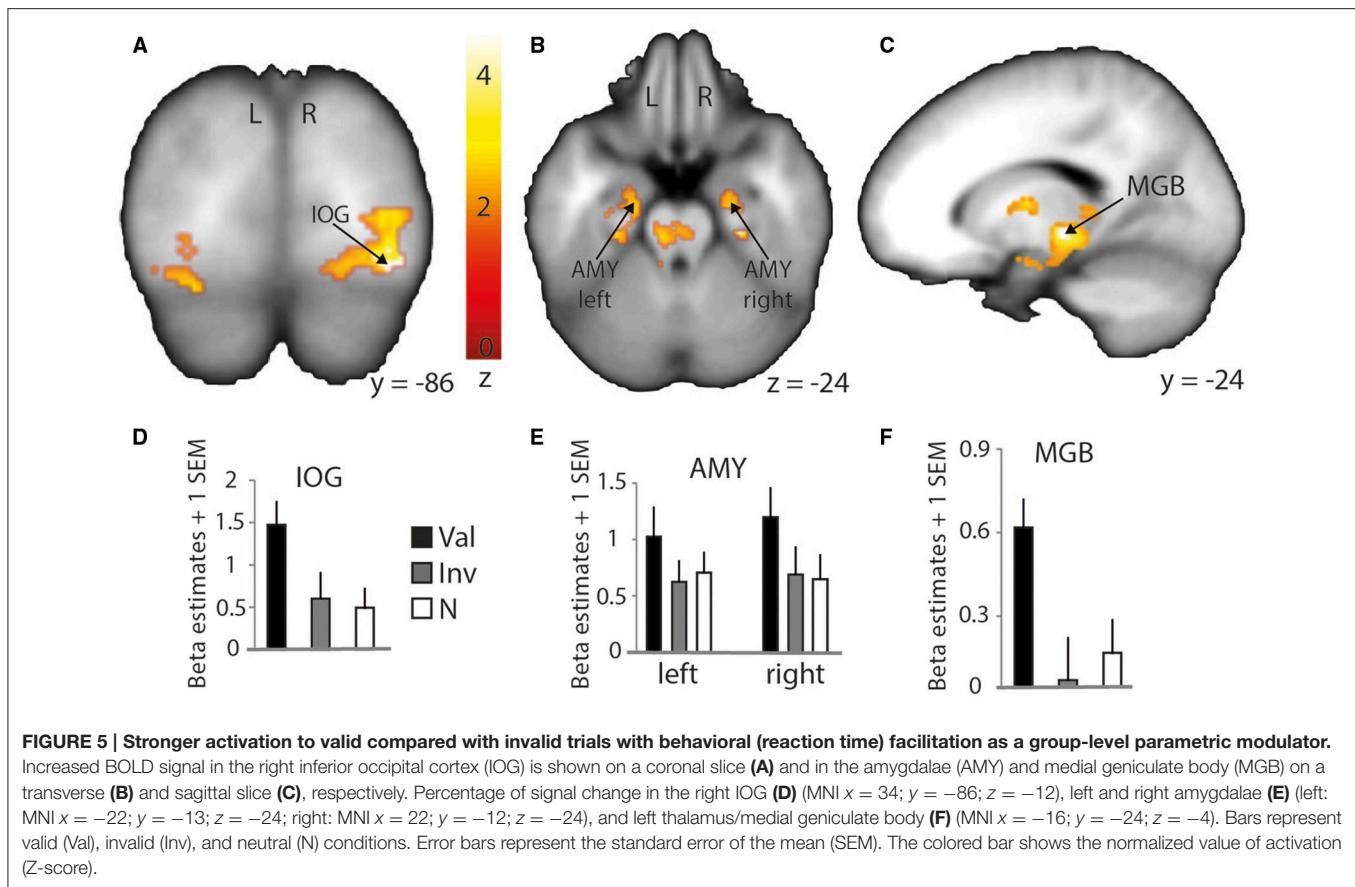 A
B
C
L
R
IOG
y = -86
4
2
0
z
L
R
AMY
left
AMY
right
z = -24
MGB
y = -24
D
Beta estimates + 1 SEM
IOG
2
1.5
1
0.5
0
Val
Inv
N
E
Beta estimates + 1 SEM
AMY
1.5
1
0.5
0
left
right
F
Beta estimates + 1 SEM
MGB
0.9
0.6
0.3
0
FIGURE 5 | Stronger activation to valid compared with invalid trials with behavioral (reaction time) facilitation as a group-level parametric modulator.
Increased BOLD signal in the right inferior occipital cortex (IOG) is shown on a coronal slice (A) and in the amygdalae (AMY) and medial geniculate body (MGB) on a
transverse (B) and sagittal slice (C), respectively. Percentage of signal change in the right IOG (D) (MNI x = 34; y = −86; z = −12), left and right amygdalae (E) (left:
MNI x = −22; y = −13; z = −24; right: MNI x = 22; y = −12; z = −24), and left thalamus/medial geniculate body (F) (MNI x = −16; y = −24; z = −4). Bars represent
valid (Val), invalid (Inv), and neutral (N) conditions. Error bars represent the standard error of the mean (SEM). The colored bar shows the normalized value of activation
(Z-score).